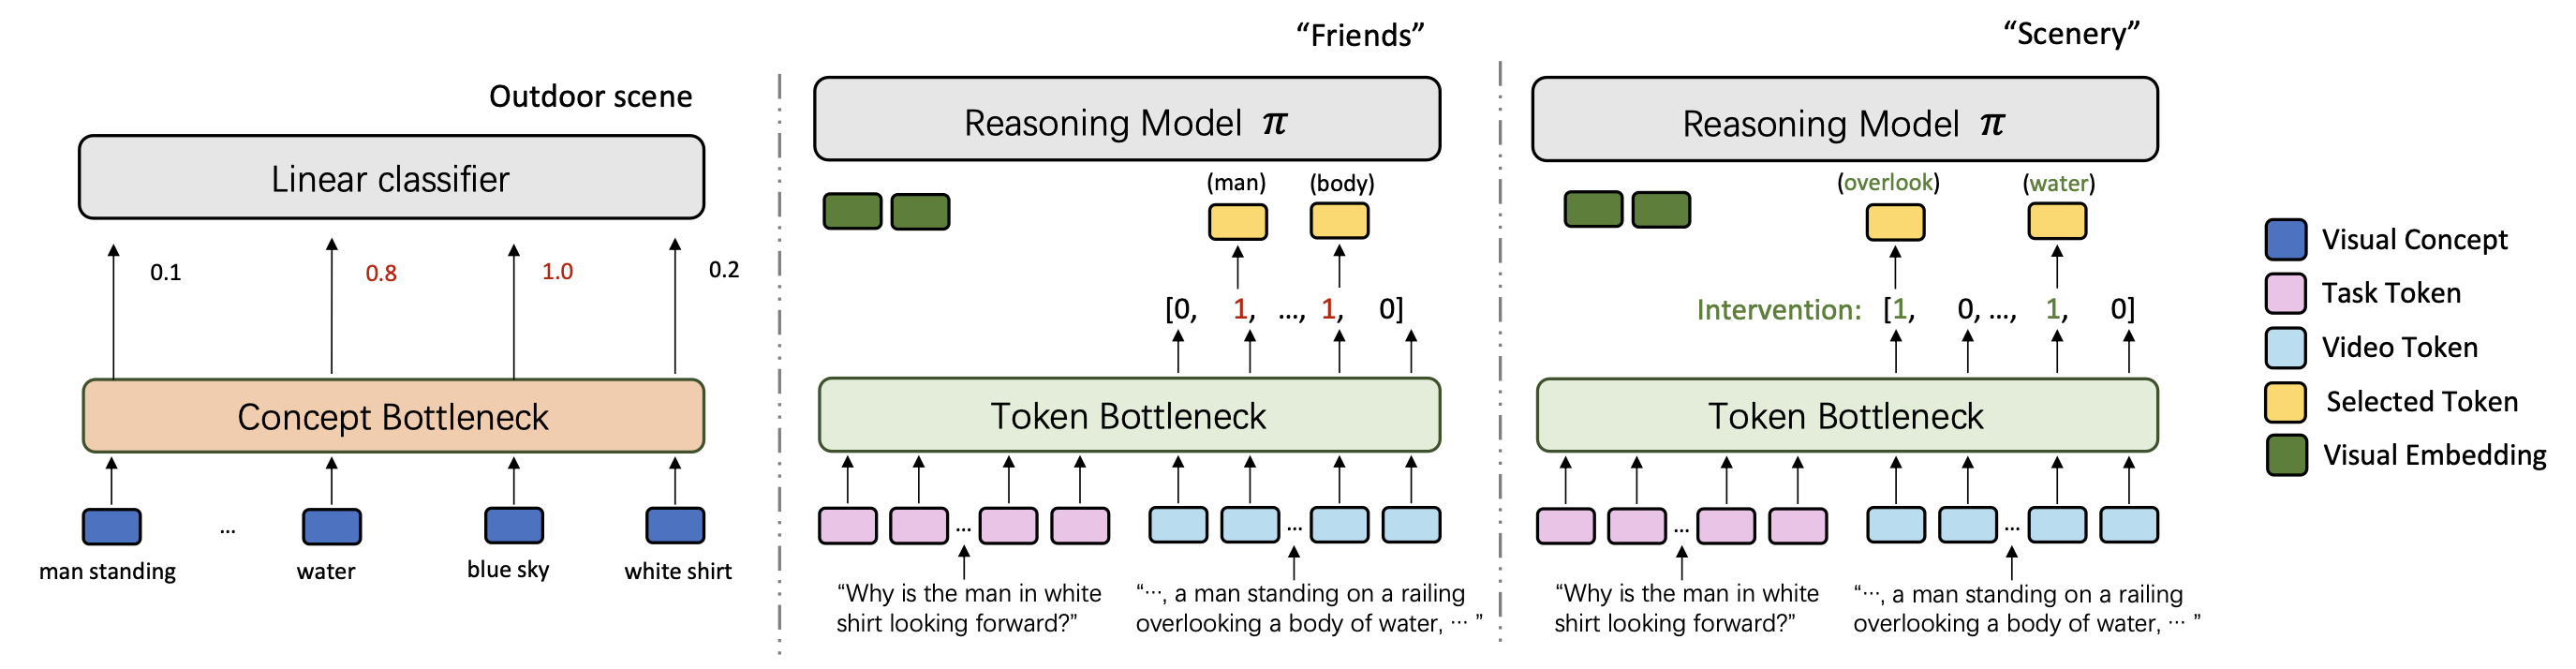 Outdoor scene
Linear classifier
0.1
0.8
1.0
0.2
Concept Bottleneck
...
man standing
water
blue sky
white shirt
“Friends”
Reasoning Model π
(man)
(body)
[0, 1, ..., 1, 0]
Token Bottleneck
...
...
“Why is the man in white
shirt looking forward?”
“···, a man standing on a railing
overlooking a body of water, ··· ”
“Scenery”
Reasoning Model π
(overlook)
(water)
Intervention: [1, 0, ..., 1, 0]
Token Bottleneck
...
...
“Why is the man in white
shirt looking forward?”
“···, a man standing on a railing
overlooking a body of water, ··· ”
Visual Concept
Task Token
Video Token
Selected Token
Visual Embedding